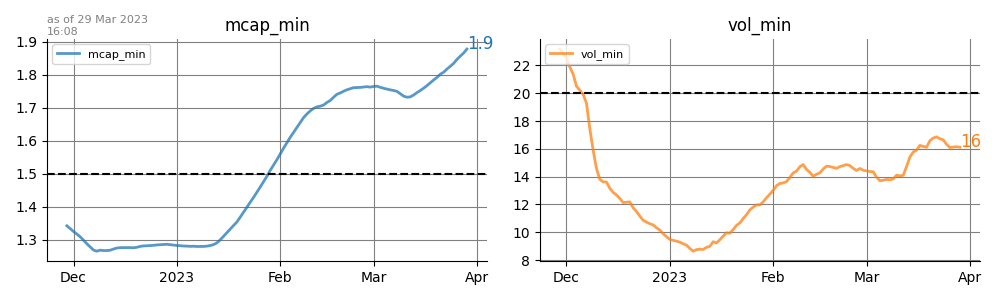 as of 29 Mar 2023
16:08
mcap_min
1.9
1.8
1.7
1.6
1.5
1.4
1.3
mcap_min
1.9
Dec
2023
Feb
Mar
Apr
vol_min
22
20
18
16
14
12
10
8
vol_min
16
Dec
2023
Feb
Mar
Apr